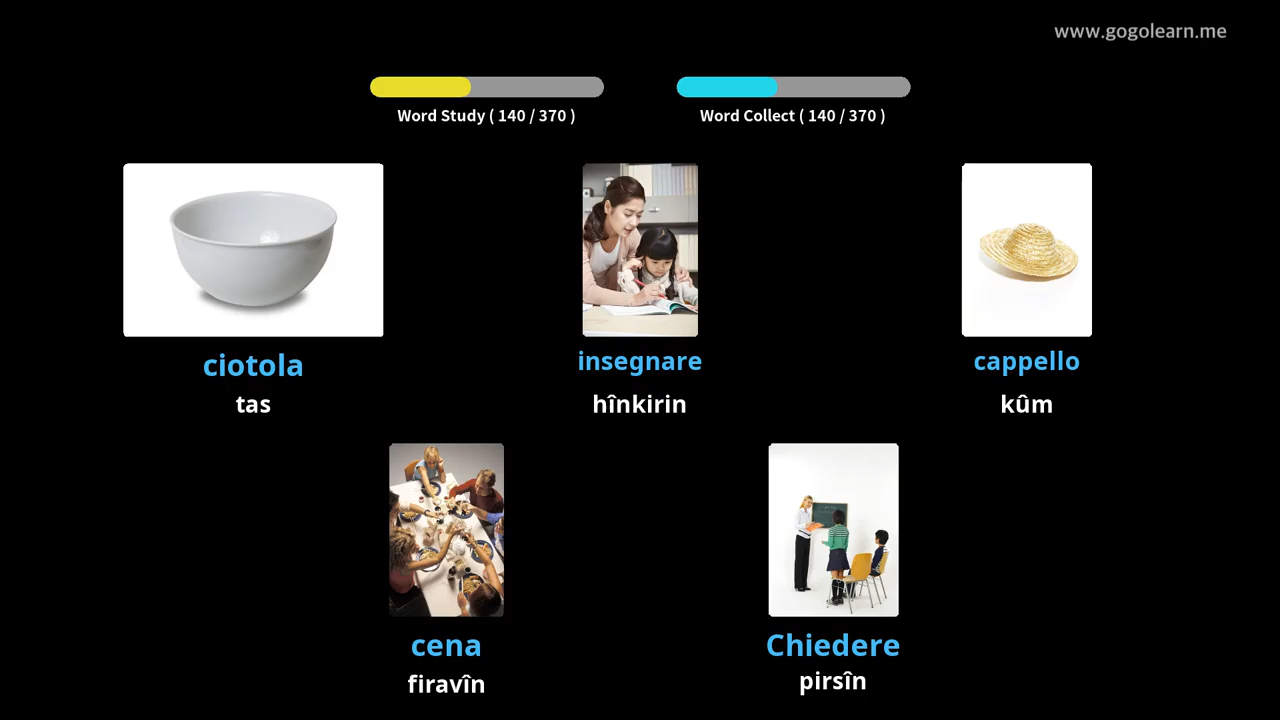 www.gogolearn.me
Word Study ( 140 / 370 )
Word Collect ( 140 / 370 )
ciotola
tas
insegnare
hînkirin
cappello
kûm
cena
firavîn
Chiedere
pirsîn